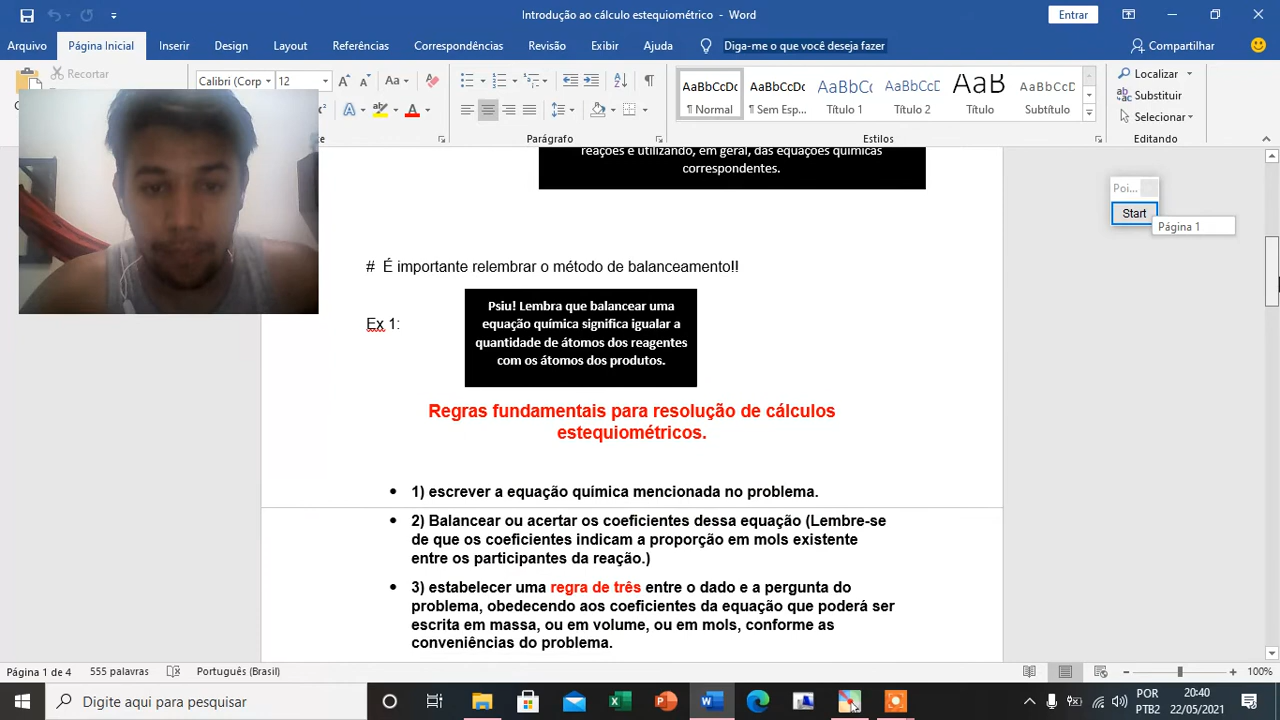 Introdução ao cálculo estequiométrico - Word
Entrar
Arquivo Página Inicial Inserir Design Layout Referências Correspondências Revisão Exibir Ajuda Diga-me o que você deseja fazer Compartilhar
Recortar
Calibri (Corp 12
AaBbCcDc AaBbCcDc AaBbCc AaBbCcD AaB AaBbCcD
¶ Normal ¶ Sem Esp... Título 1 Título 2 Título Subtítulo
Localizar
Substituir
Selecionar
Parágrafo Estilos Editando
reações e utilizando, em geral, das equações químicas
correspondentes.
Poi...
Start
Página 1
# É importante relembrar o método de balanceamento!!
Ex 1:
Psiu! Lembra que balancear uma
equação química significa igualar a
quantidade de átomos dos reagentes
com os átomos dos produtos.
Regras fundamentais para resolução de cálculos
estequiométricos.
• 1) escrever a equação química mencionada no problema.
• 2) Balancear ou acertar os coeficientes dessa equação (Lembre-se
de que os coeficientes indicam a proporção em mols existente
entre os participantes da reação.)
• 3) estabelecer uma regra de três entre o dado e a pergunta do
problema, obedecendo aos coeficientes da equação que poderá ser
escrita em massa, ou em volume, ou em mols, conforme as
conveniências do problema.
Página 1 de 4 555 palavras Português (Brasil) 100%
Digite aqui para pesquisar
POR
PTB2
20:40
22/05/2021